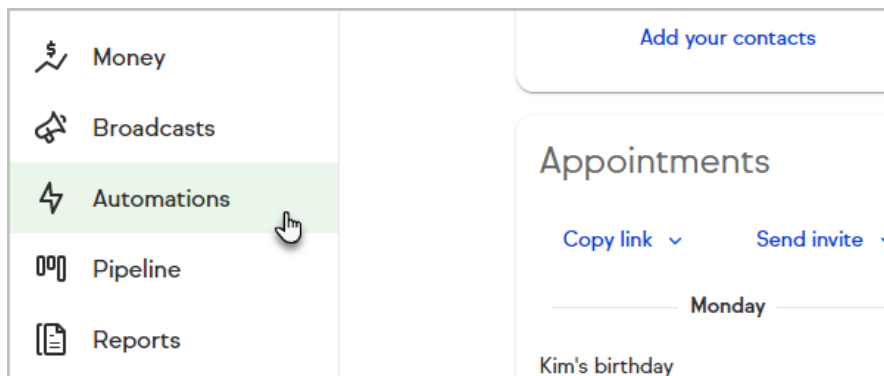 Money
Broadcasts
Automations
Pipeline
Reports
Add your contacts
Appointments
Copy link
Send invite
Monday
Kim's birthday